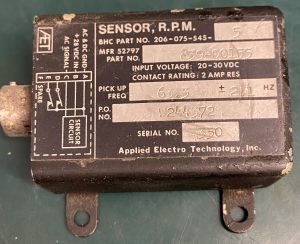 SENSOR, R.P.M.
BHC PART NO. 206-075-545-
MFR 52797
PART NO.
INPUT VOLTAGE: 20-30VDC
CONTACT RATING: 2 AMP RES
PICK UP FREQ ± HZ
P.O. NO.
SERIAL NO. 350
Applied Electro Technology, Inc.
AET
AC & DC GND
+28 VDC IN
AC SIGNAL
A
B
C
D
E
F
SPARE
SENSOR CIRCUIT